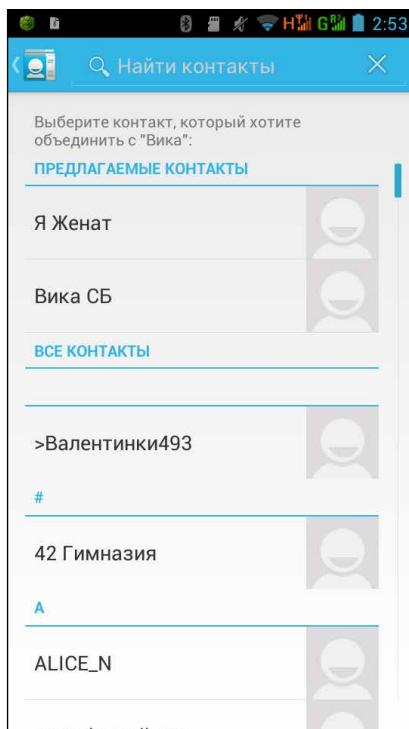 H G R 2:53
Найти контакты
Выберите контакт, который хотите
объединить с "Вика":
ПРЕДЛАГАЕМЫЕ КОНТАКТЫ
Я Женат
Вика СБ
ВСЕ КОНТАКТЫ
>Валентинки493
#
42 Гимназия
A
ALICE_N